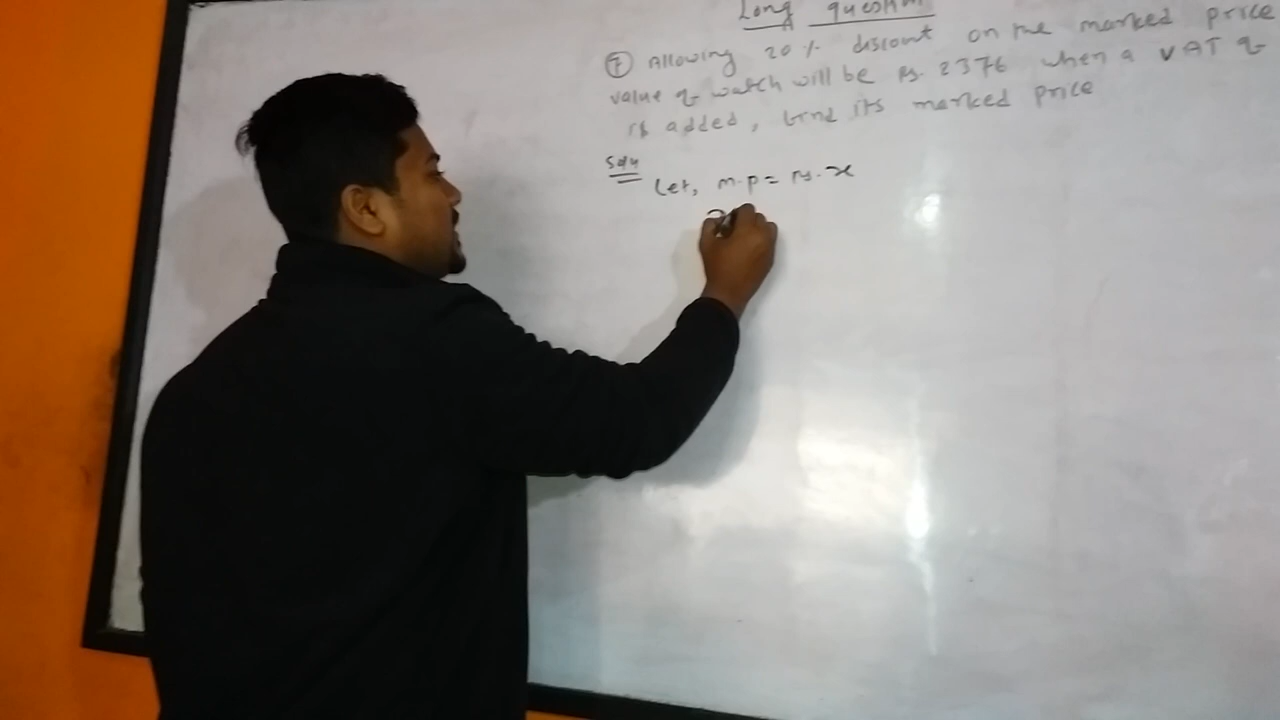 Long question
⑦ Allowing 20 % discount on the marked price
value of watch will be Rs. 2376 when a VAT of
is added, find its marked price
Soln
Let, m.p = Rs. x